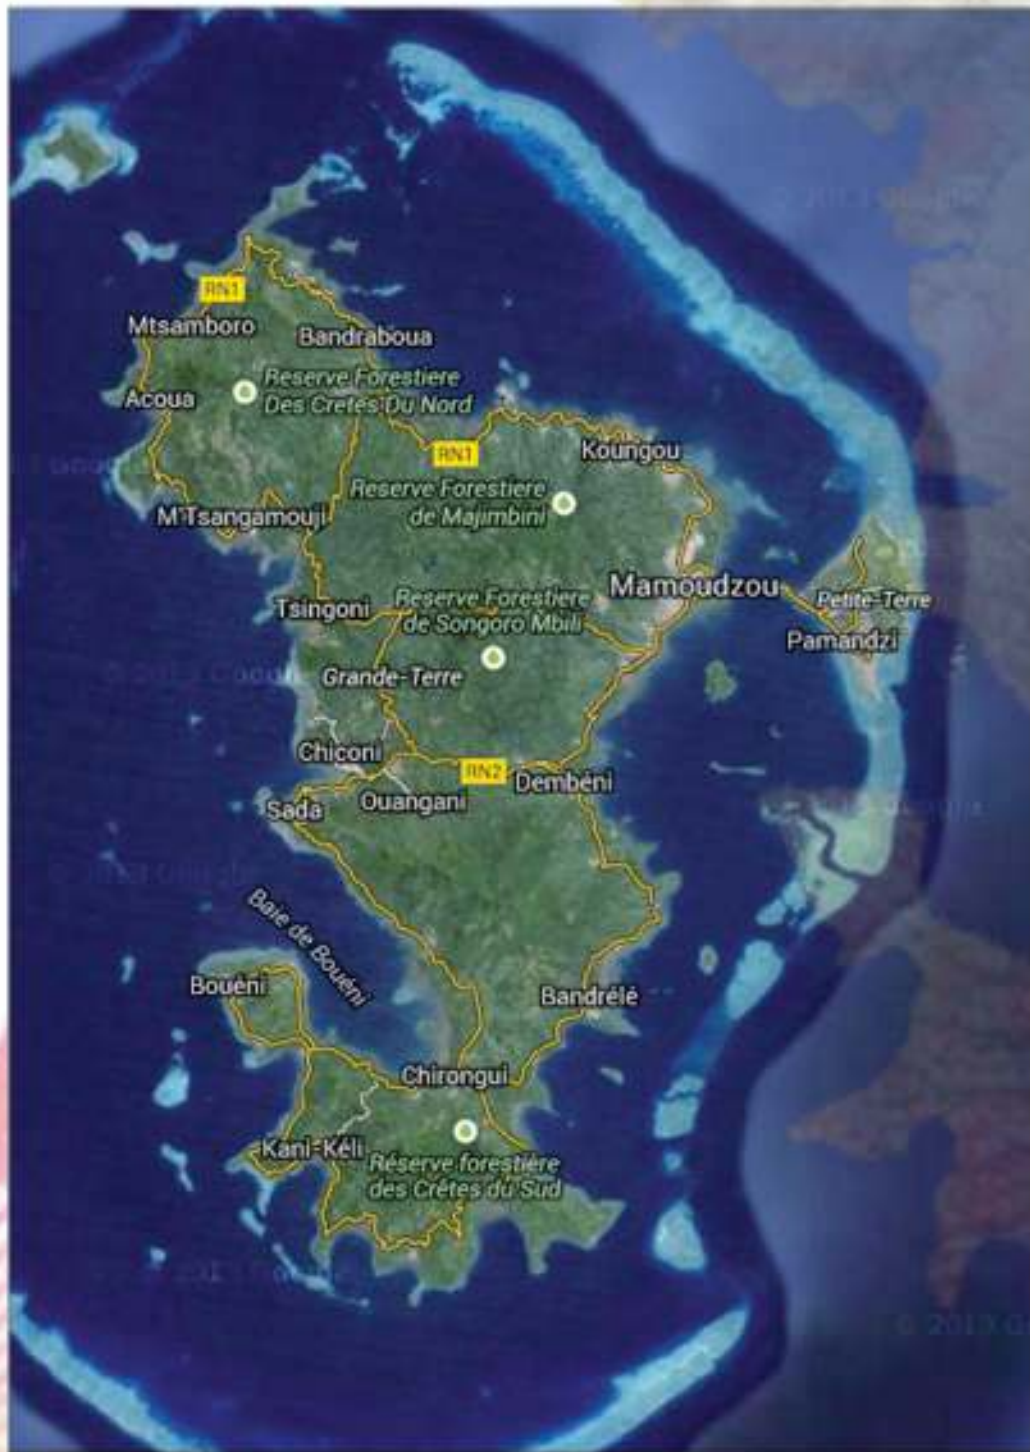 RN1
Mtsamboro
Bandraboua
Reserve Forestiere
Des Cretes Du Nord
Acoua
Koungou
RN1
Reserve Forestiere
de Majimbini
M'Tsangamouji
Mamoudzou
Reserve Forestiere
de Songoro Mbili
Tsingoni
Petite-Terre
Pamandzi
Grande-Terre
Chiconi
RN2
Dembéni
Ouangani
Sada
Baie de Bouéni
Bouéni
Bandrélé
Chirongui
Kani-Kéli
Réserve forestière
des Crêtes du Sud